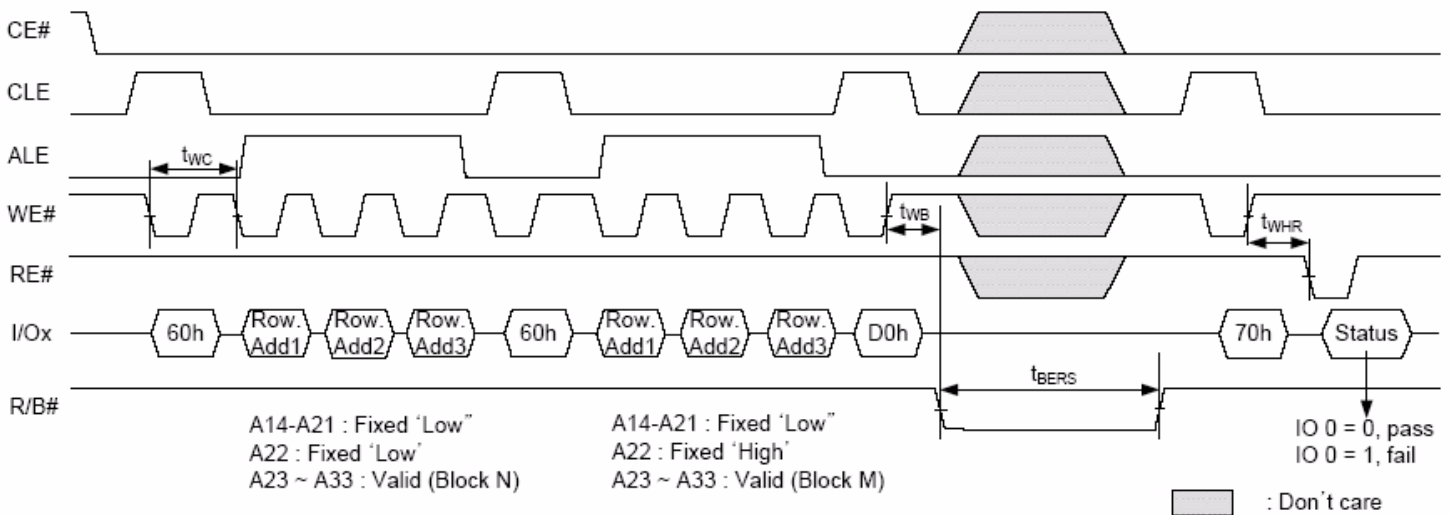 CE#
CLE
ALE
tWC
WE#
tWB
tWHR
RE#
I/Ox
60h
Row. Add1
Row. Add2
Row. Add3
60h
Row. Add1
Row. Add2
Row. Add3
D0h
70h
Status
tBERS
R/B#
A14-A21 : Fixed ‘Low”
A22 : Fixed ‘Low’
A23 ~ A33 : Valid (Block N)
A14-A21 : Fixed ‘Low”
A22 : Fixed ‘High’
A23 ~ A33 : Valid (Block M)
IO 0 = 0, pass
IO 0 = 1, fail
: Don´t care